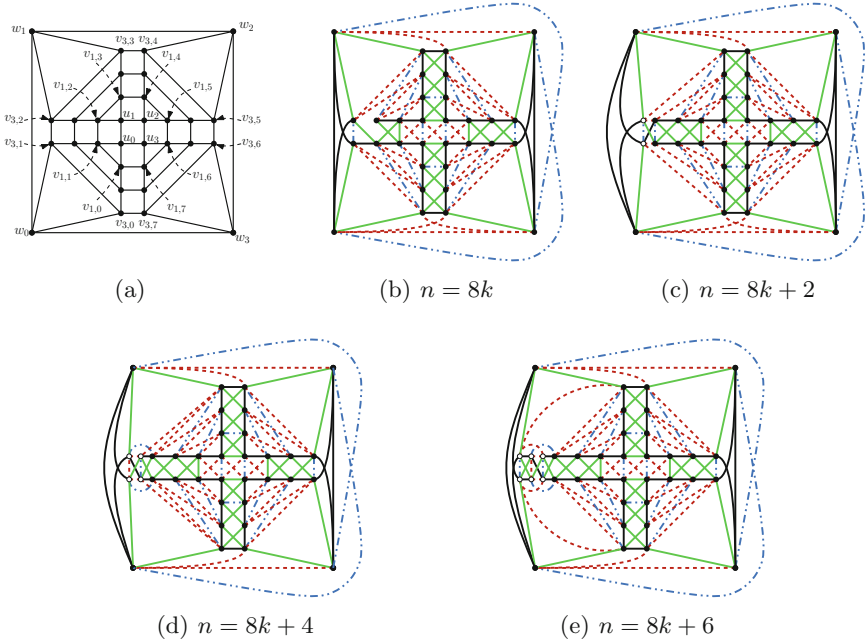 w₁ v₃,₃ v₃,₄ w₂
v₁,₃ v₁,₄
v₁,₂ v₁,₅
v₃,₂ u₁ u₂ v₃,₅
v₃,₁ u₀ u₃ v₃,₆
v₁,₁ v₁,₆
v₁,₀ v₁,₇
w₀ v₃,₀ v₃,₇ w₃
(a) (b) n = 8k (c) n = 8k + 2
(d) n = 8k + 4 (e) n = 8k + 6